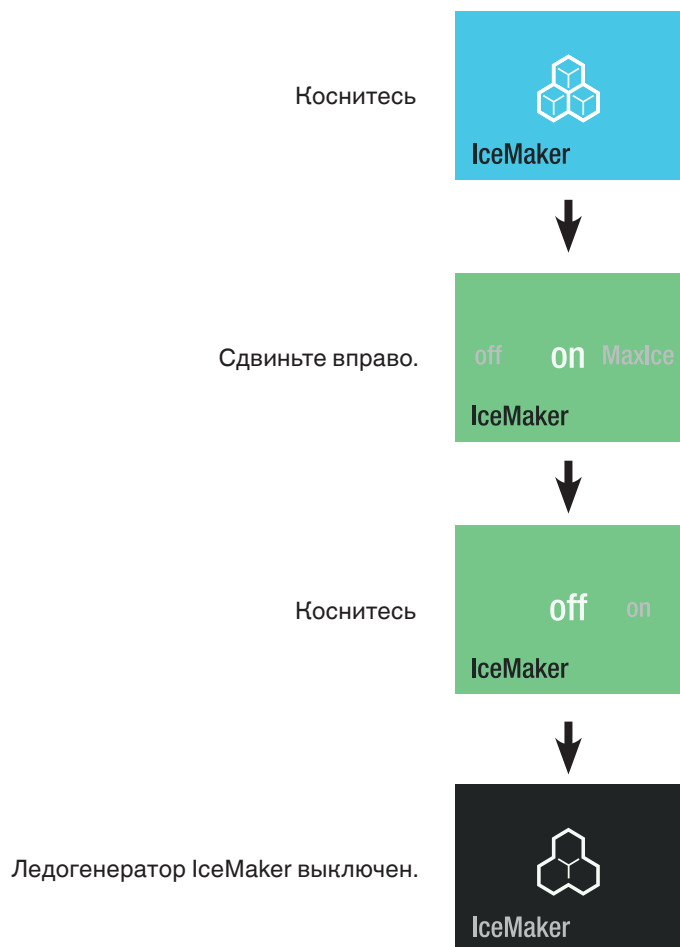 Коснитесь
IceMaker
Сдвиньте вправо.
off on MaxIce
IceMaker
Коснитесь
off on
IceMaker
Ледогенератор IceMaker выключен.
IceMaker